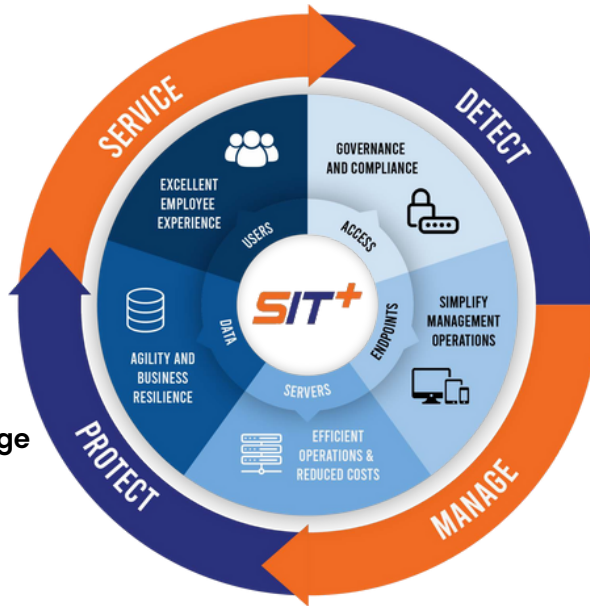 SERVICE
DETECT
EXCELLENT
EMPLOYEE
EXPERIENCE
GOVERNANCE
AND COMPLIANCE
USERS
ACCESS
SIT+
DATA
ENDPOINTS
SIMPLIFY
MANAGEMENT
OPERATIONS
AGILITY AND
BUSINESS
RESILIENCE
SERVERS
EFFICIENT
OPERATIONS &
REDUCED COSTS
ge
PROTECT
MANAGE